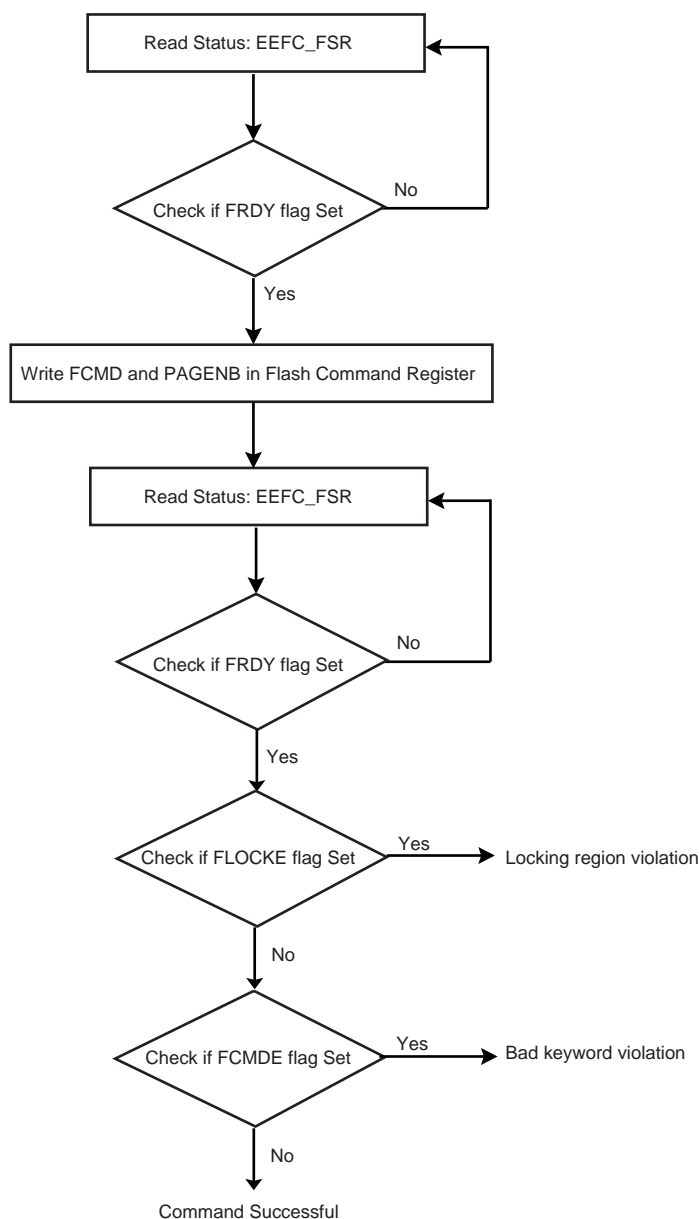 Read Status: EEFC_FSR
No
Check if FRDY flag Set
Yes
Write FCMD and PAGENB in Flash Command Register
Read Status: EEFC_FSR
No
Check if FRDY flag Set
Yes
Yes
Check if FLOCKE flag Set
Locking region violation
No
Yes
Check if FCMDE flag Set
Bad keyword violation
No
Command Successful